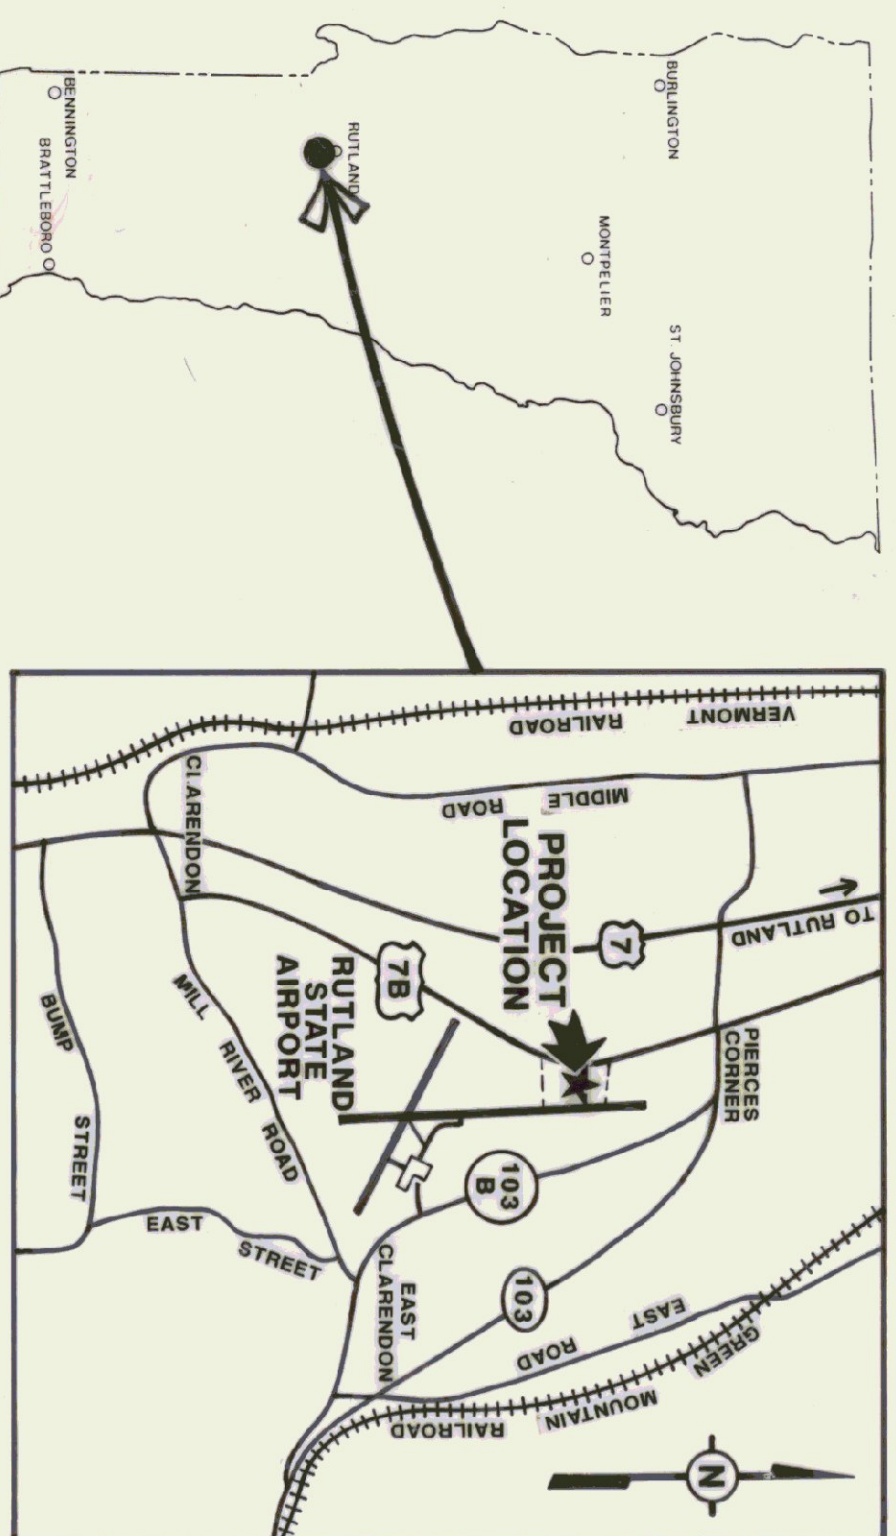 BURLINGTON
ST. JOHNSBURY
MONTPELIER
RUTLAND
BENNINGTON
BRATTLEBORO
VERMONT
RAILROAD
MIDDLE
ROAD
TO RUTLAND
7
PROJECT
LOCATION
CLARENDON
7B
RUTLAND
STATE
AIRPORT
PIERCES
CORNER
MILL
RIVER
ROAD
BUMP
STREET
EAST
STREET
103
B
103
EAST
CLARENDON
EAST
ROAD
GREEN
MOUNTAIN
RAILROAD
N